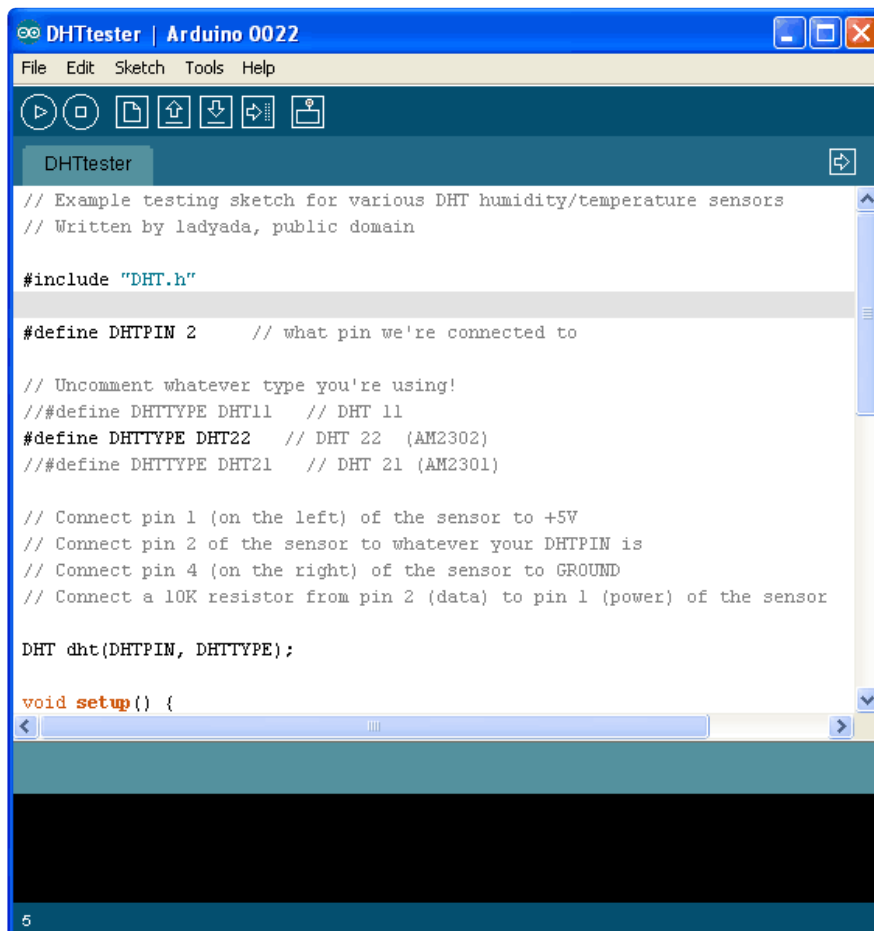 DHTtester | Arduino 0022
File Edit Sketch Tools Help
DHTtester
// Example testing sketch for various DHT humidity/temperature sensors
// Written by ladyada, public domain
#include "DHT.h"
#define DHTPIN 2     // what pin we're connected to
// Uncomment whatever type you're using!
//#define DHTTYPE DHT11   // DHT 11
#define DHTTYPE DHT22   // DHT 22  (AM2302)
//#define DHTTYPE DHT21   // DHT 21 (AM2301)
// Connect pin 1 (on the left) of the sensor to +5V
// Connect pin 2 of the sensor to whatever your DHTPIN is
// Connect pin 4 (on the right) of the sensor to GROUND
// Connect a 10K resistor from pin 2 (data) to pin 1 (power) of the sensor
DHT dht(DHTPIN, DHTTYPE);
void setup() {
5